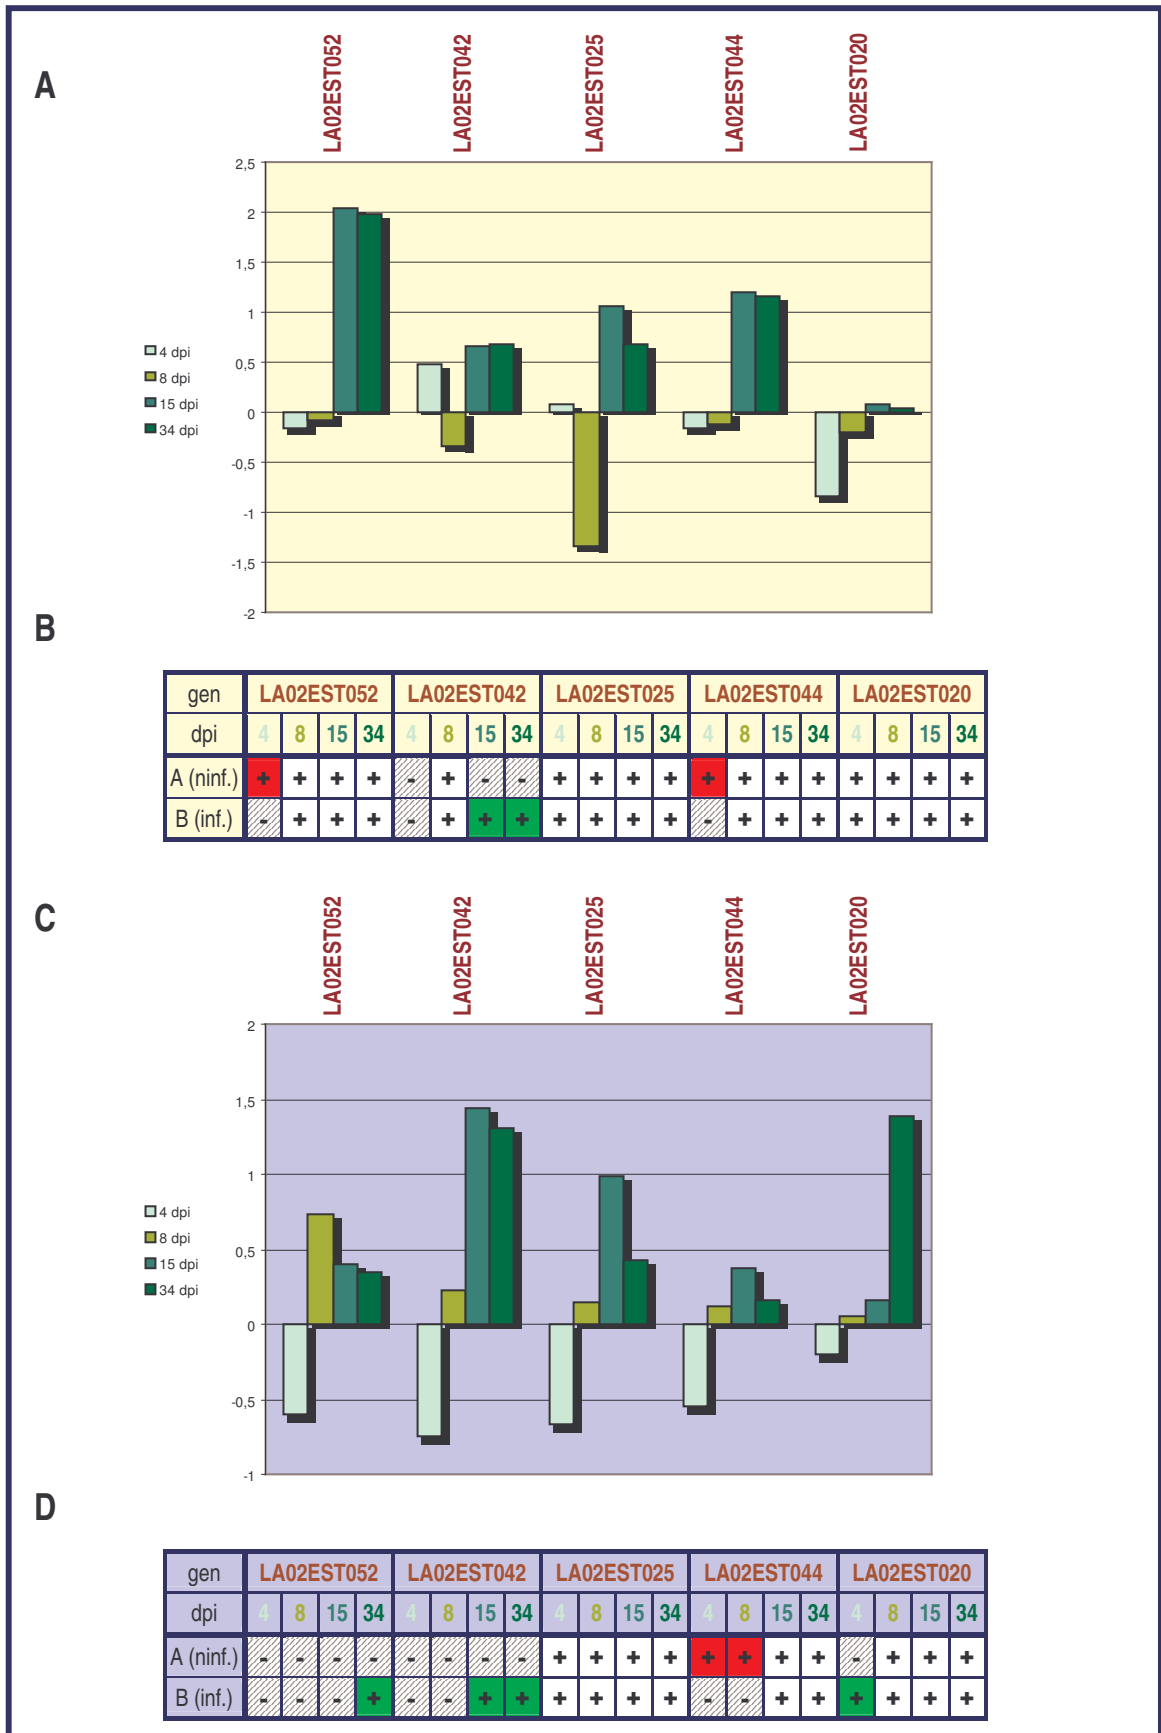 A
LA02EST052 LA02EST042 LA02EST025 LA02EST044 LA02EST020
2,5
2
1,5
1
0,5
0
-0,5
-1
-1,5
-2
4 dpi
8 dpi
15 dpi
34 dpi
B
gen LA02EST052 LA02EST042 LA02EST025 LA02EST044 LA02EST020
dpi 4 8 15 34 4 8 15 34 4 8 15 34 4 8 15 34 4 8 15 34
A (ninf.) + + + + - + - - + + + + + + + + + + + +
B (inf.) - + + + - + + + + + + + - + + + + + + +
C
LA02EST052 LA02EST042 LA02EST025 LA02EST044 LA02EST020
2
1,5
1
0,5
0
-0,5
-1
4 dpi
8 dpi
15 dpi
34 dpi
D
gen LA02EST052 LA02EST042 LA02EST025 LA02EST044 LA02EST020
dpi 4 8 15 34 4 8 15 34 4 8 15 34 4 8 15 34 4 8 15 34
A (ninf.) - - - - - - - - + + + + + + + + - + + +
B (inf.) - - - + - - + + + + + + - - + + + + + +